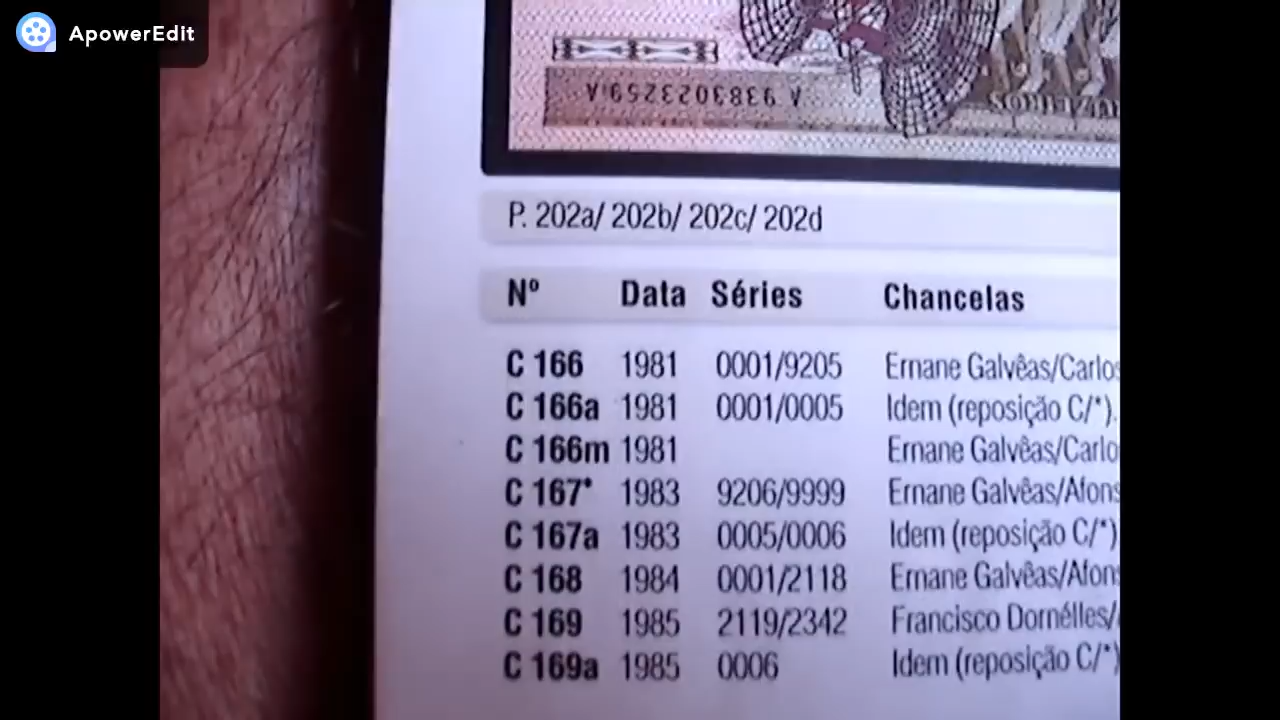 ApowerEdit
A 9383023259 A
P. 202a/ 202b/ 202c/ 202d
Nº Data Séries Chancelas
C 166 1981 0001/9205 Ernane Galvêas/Carlos
C 166a 1981 0001/0005 Idem (reposição C/*).
C 166m 1981 Ernane Galvêas/Carlo
C 167* 1983 9206/9999 Ernane Galvêas/Afons
C 167a 1983 0005/0006 Idem (reposição C/*)
C 168 1984 0001/2118 Ernane Galvêas/Afons
C 169 1985 2119/2342 Francisco Dornélles/
C 169a 1985 0006 Idem (reposição C/*)